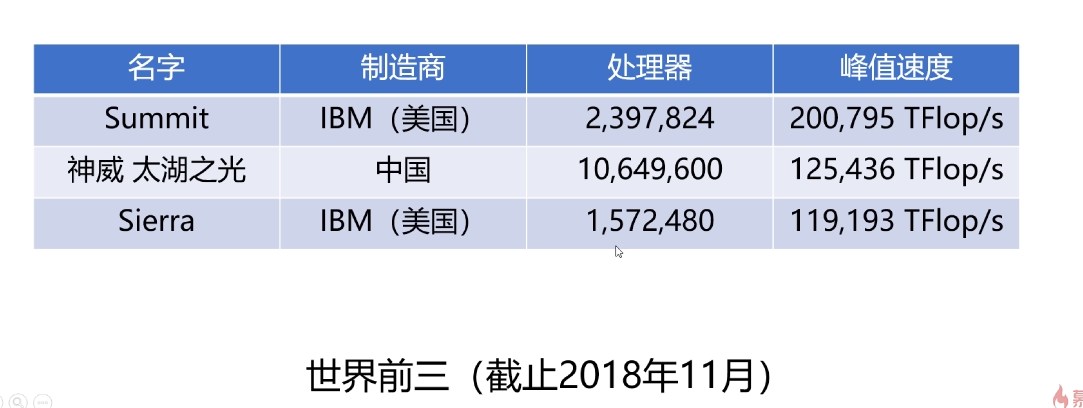 名字 制造商 处理器 峰值速度
Summit IBM（美国） 2,397,824 200,795 TFlop/s
神威 太湖之光 中国 10,649,600 125,436 TFlop/s
Sierra IBM（美国） 1,572,480 119,193 TFlop/s
世界前三（截止2018年11月）